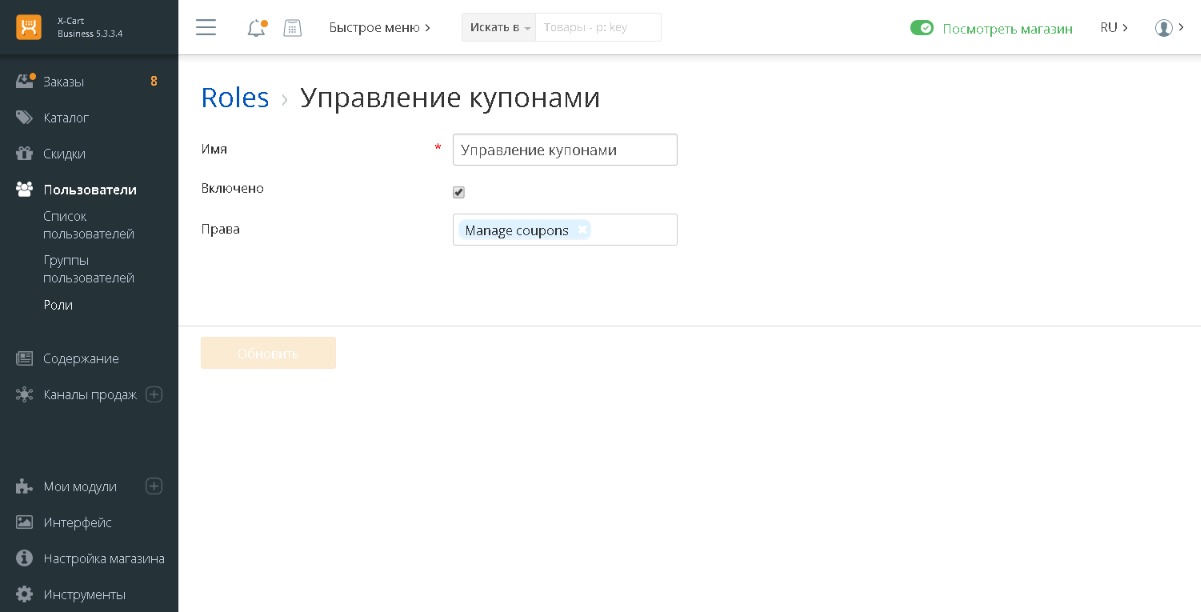 X-Cart
Business 5.3.3.4
Быстрое меню
Искать в
Товары - p: key
Посмотреть магазин
RU
Заказы
8
Каталог
Скидки
Пользователи
Список
пользователей
Группы
пользователей
Роли
Содержание
Каналы продаж
Мои модули
Интерфейс
Настройка магазина
Инструменты
Roles › Управление купонами
Имя
*
Управление купонами
Включено
Права
Manage coupons
Обновить